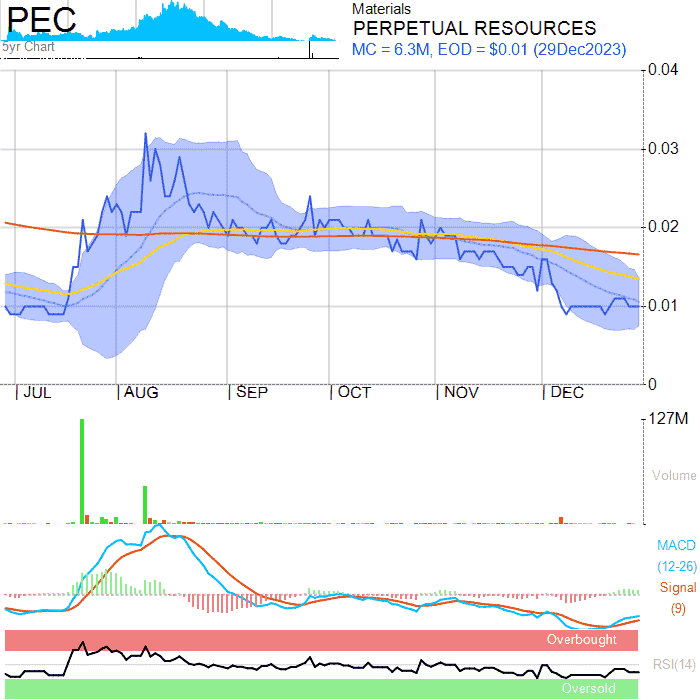 PEC
5yr Chart
Materials
PERPETUAL RESOURCES
MC = 6.3M, EOD = $0.01 (29Dec2023)
0.04
0.03
0.02
0.01
0
|JUL |AUG |SEP |OCT |NOV |DEC
127M
Volume
MACD
(12-26)
Signal
(9)
Overbought
RSI(14)
Oversold